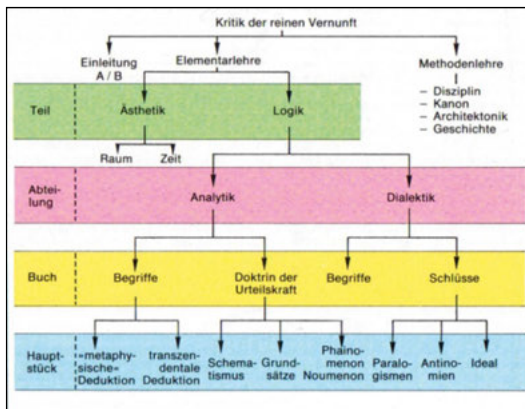 Kritik der reinen Vernunft
Einleitung
A / B
Elementarlehre
Methodenlehre
– Disziplin
– Kanon
– Architektonik
– Geschichte
Teil
Ästhetik
Logik
Raum
Zeit
Abtei-
lung
Analytik
Dialektik
Buch
Begriffe
Doktrin der
Urteilskraft
Begriffe
Schlüsse
Haupt-
stück
»metaphy-
sische«
Deduktion
transzen-
dentale
Deduktion
Schema-
tismus
Grund-
sätze
Phaino-
menon
Noumenon
Paralo-
gismen
Antino-
mien
Ideal